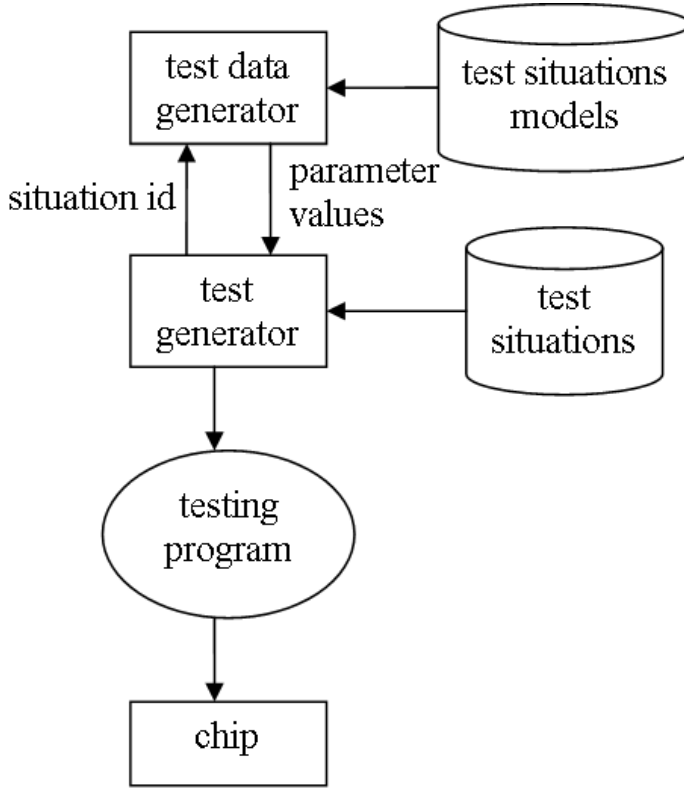 test data
generator
test situations
models
situation id
parameter
values
test
generator
test
situations
testing
program
chip